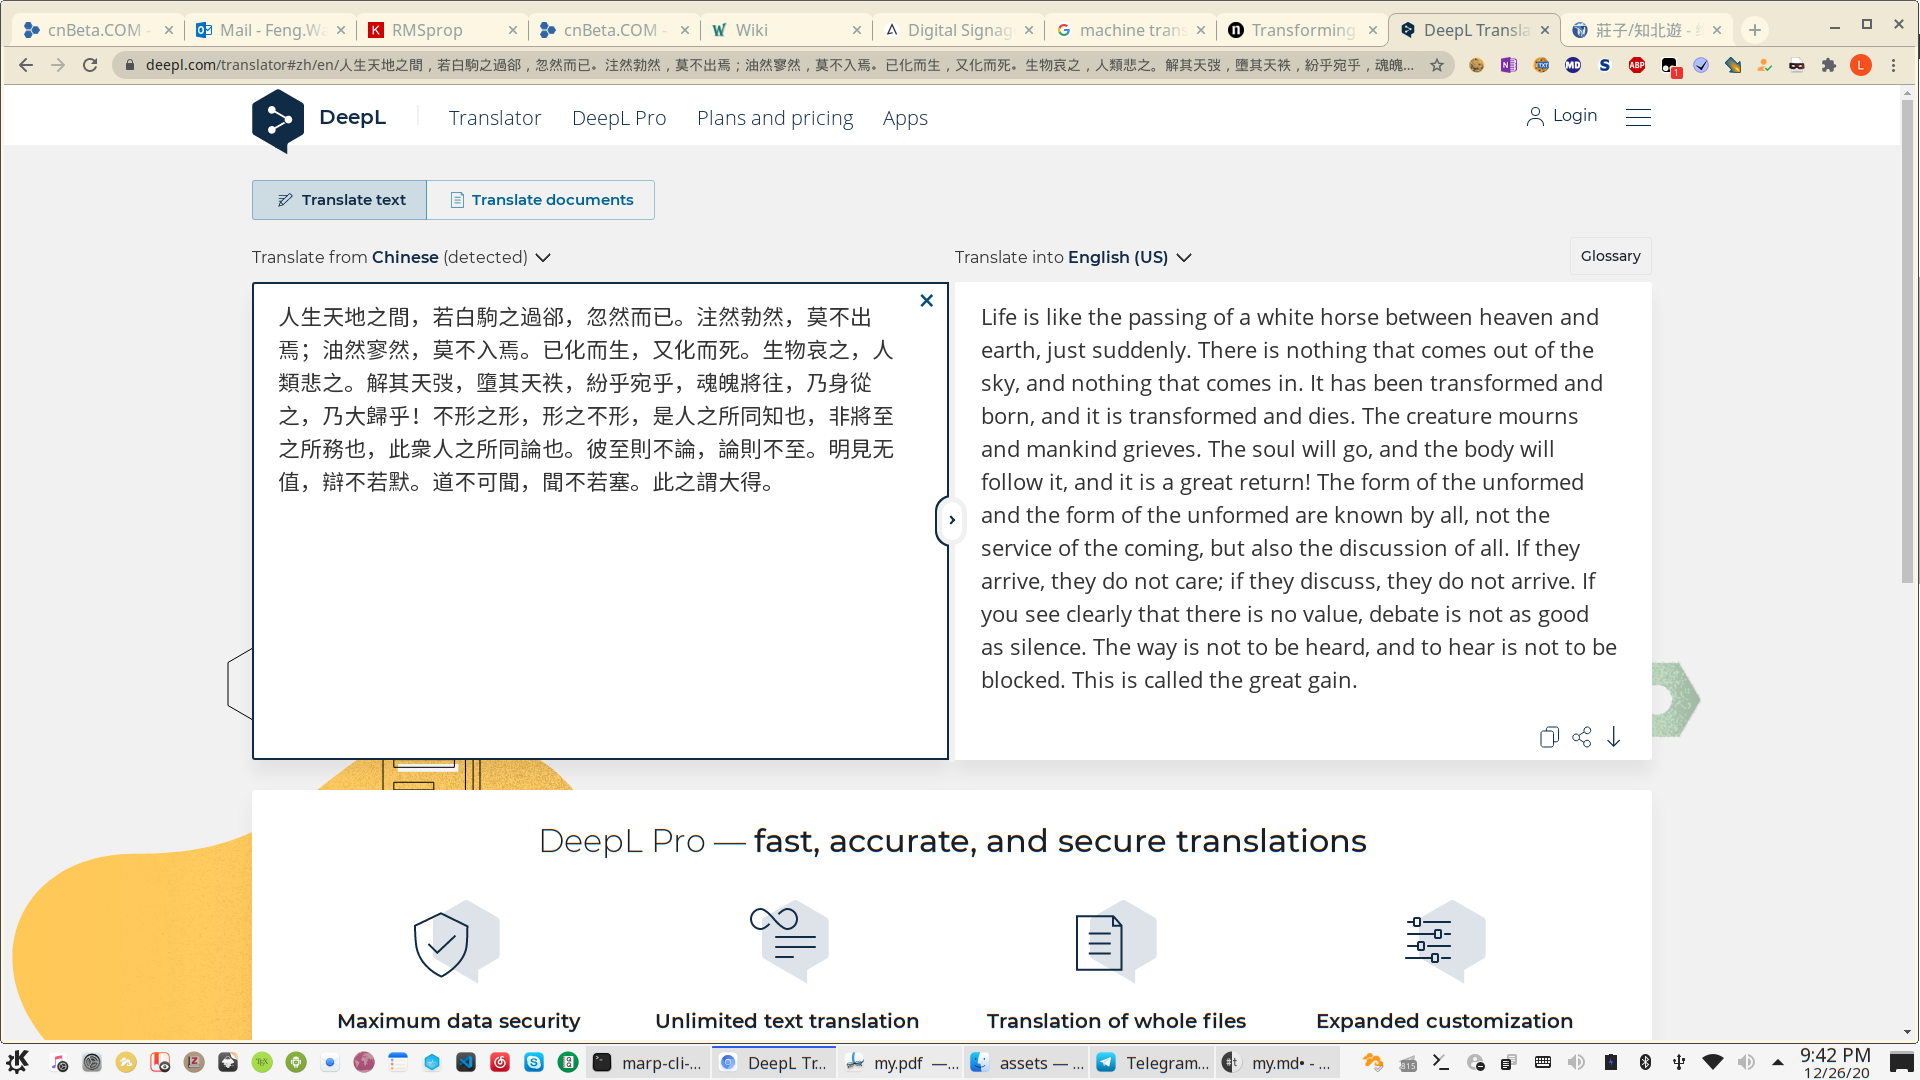 cnBeta.COM -
Mail - Feng.Wa
RMSprop
cnBeta.COM -
Wiki
Digital Signag
machine trans
Transforming
DeepL Transla
莊子/知北遊 - 维
deepl.com/translator#zh/en/人生天地之間，若白駒之過郤，忽然而已。注然勃然，莫不出焉；油然寥然，莫不入焉。已化而生，又化而死。生物哀之，人類悲之。解其天弢，墮其天袟，紛乎宛乎，魂魄...
DeepL
Translator
DeepL Pro
Plans and pricing
Apps
Login
Translate text
Translate documents
Translate from Chinese (detected)
Translate into English (US)
Glossary
人生天地之間，若白駒之過郤，忽然而已。注然勃然，莫不出
焉；油然寥然，莫不入焉。已化而生，又化而死。生物哀之，人
類悲之。解其天弢，墮其天袟，紛乎宛乎，魂魄將往，乃身從
之，乃大歸乎！不形之形，形之不形，是人之所同知也，非將至
之所務也，此衆人之所同論也。彼至則不論，論則不至。明見无
值，辯不若默。道不可聞，聞不若塞。此之謂大得。
Life is like the passing of a white horse between heaven and
earth, just suddenly. There is nothing that comes out of the
sky, and nothing that comes in. It has been transformed and
born, and it is transformed and dies. The creature mourns
and mankind grieves. The soul will go, and the body will
follow it, and it is a great return! The form of the unformed
and the form of the unformed are known by all, not the
service of the coming, but also the discussion of all. If they
arrive, they do not care; if they discuss, they do not arrive. If
you see clearly that there is no value, debate is not as good
as silence. The way is not to be heard, and to hear is not to be
blocked. This is called the great gain.
DeepL Pro — fast, accurate, and secure translations
Maximum data security
Unlimited text translation
Translation of whole files
Expanded customization
marp-cli-...
DeepL Tr...
my.pdf —...
assets — ...
Telegram...
my.md• - ...
9:42 PM
12/26/20